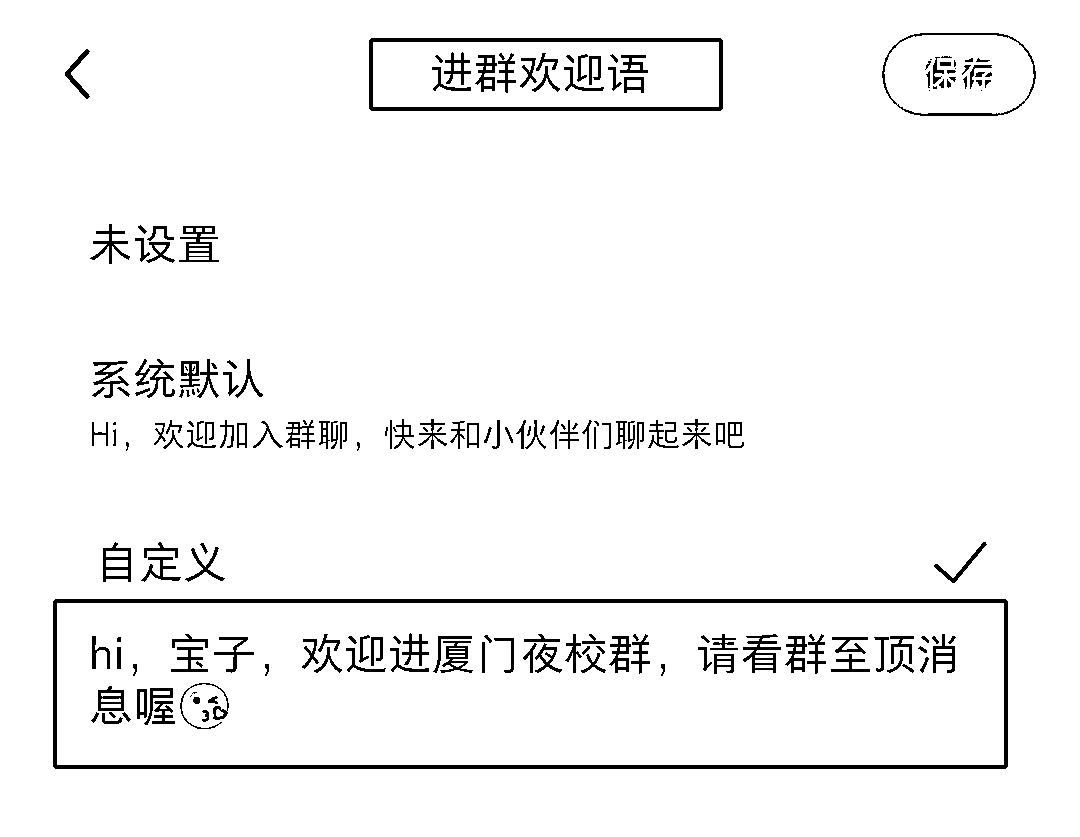 进群欢迎语
保存
未设置
系统默认
Hi，欢迎加入群聊，快来和小伙伴们聊起来吧
自定义
hi，宝子，欢迎进厦门夜校群，请看群至顶消
息喔😘